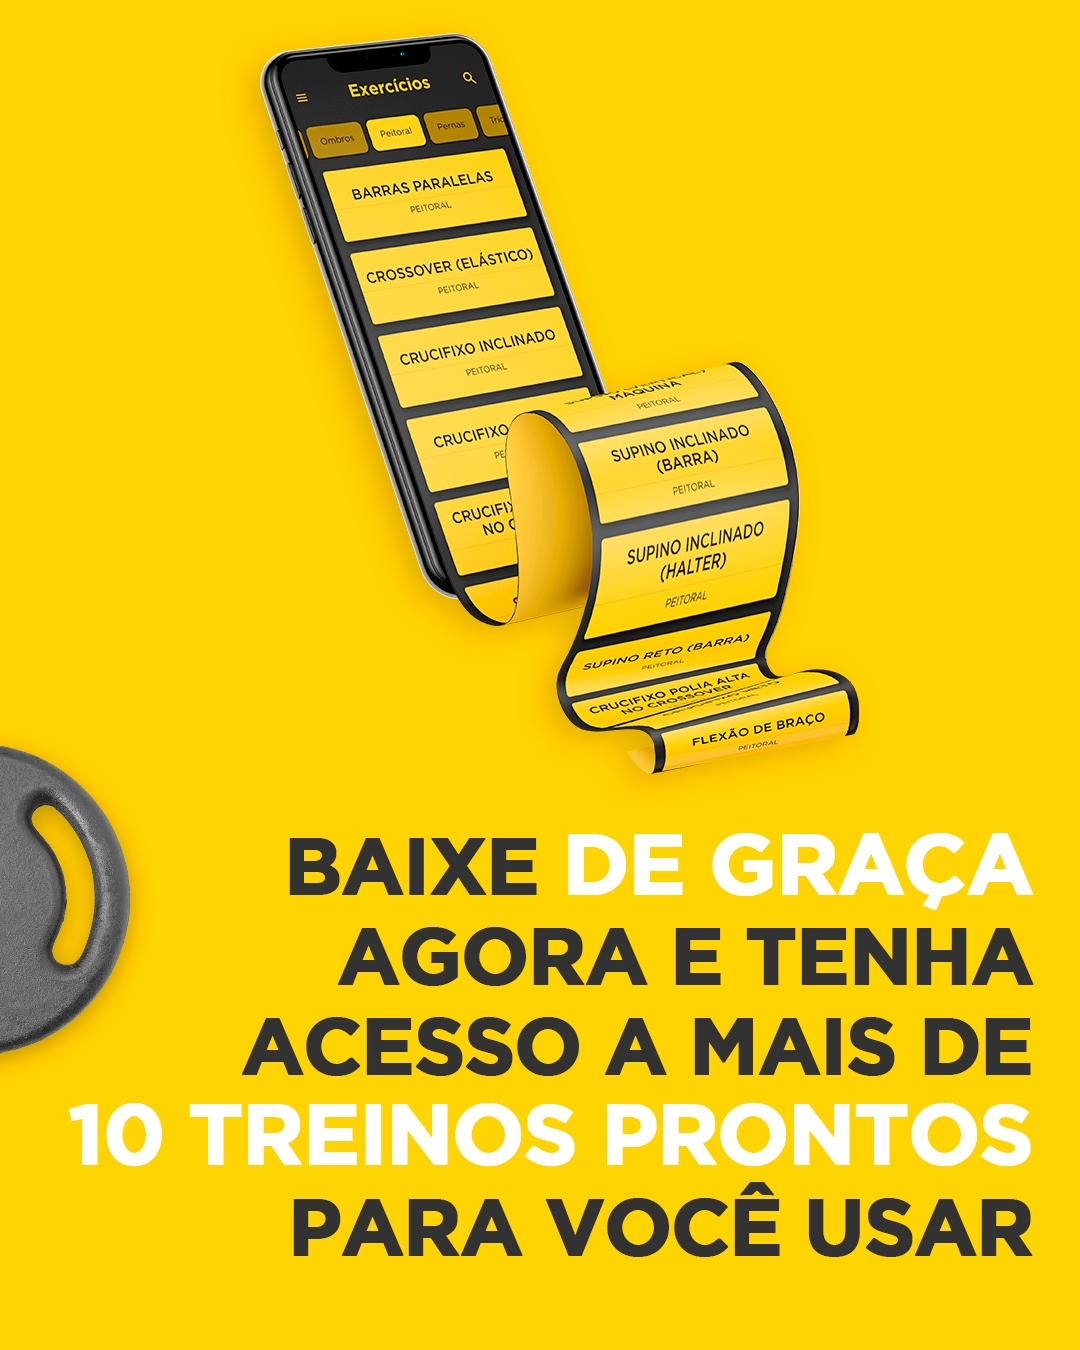 Exercícios
Ombros
Peitoral
Pernas
BARRAS PARALELAS
PEITORAL
CROSSOVER (ELÁSTICO)
PEITORAL
CRUCIFIXO INCLINADO
PEITORAL
CRUCIFIXO
NO
MÁQUINA
PEITORAL
SUPINO INCLINADO
(BARRA)
PEITORAL
SUPINO INCLINADO
(HALTER)
PEITORAL
SUPINO RETO (BARRA)
PEITORAL
CRUCIFIXO POLIA ALTA
NO CROSSOVER
FLEXÃO DE BRAÇO
PEITORAL
BAIXE DE GRAÇA
AGORA E TENHA
ACESSO A MAIS DE
10 TREINOS PRONTOS
PARA VOCÊ USAR